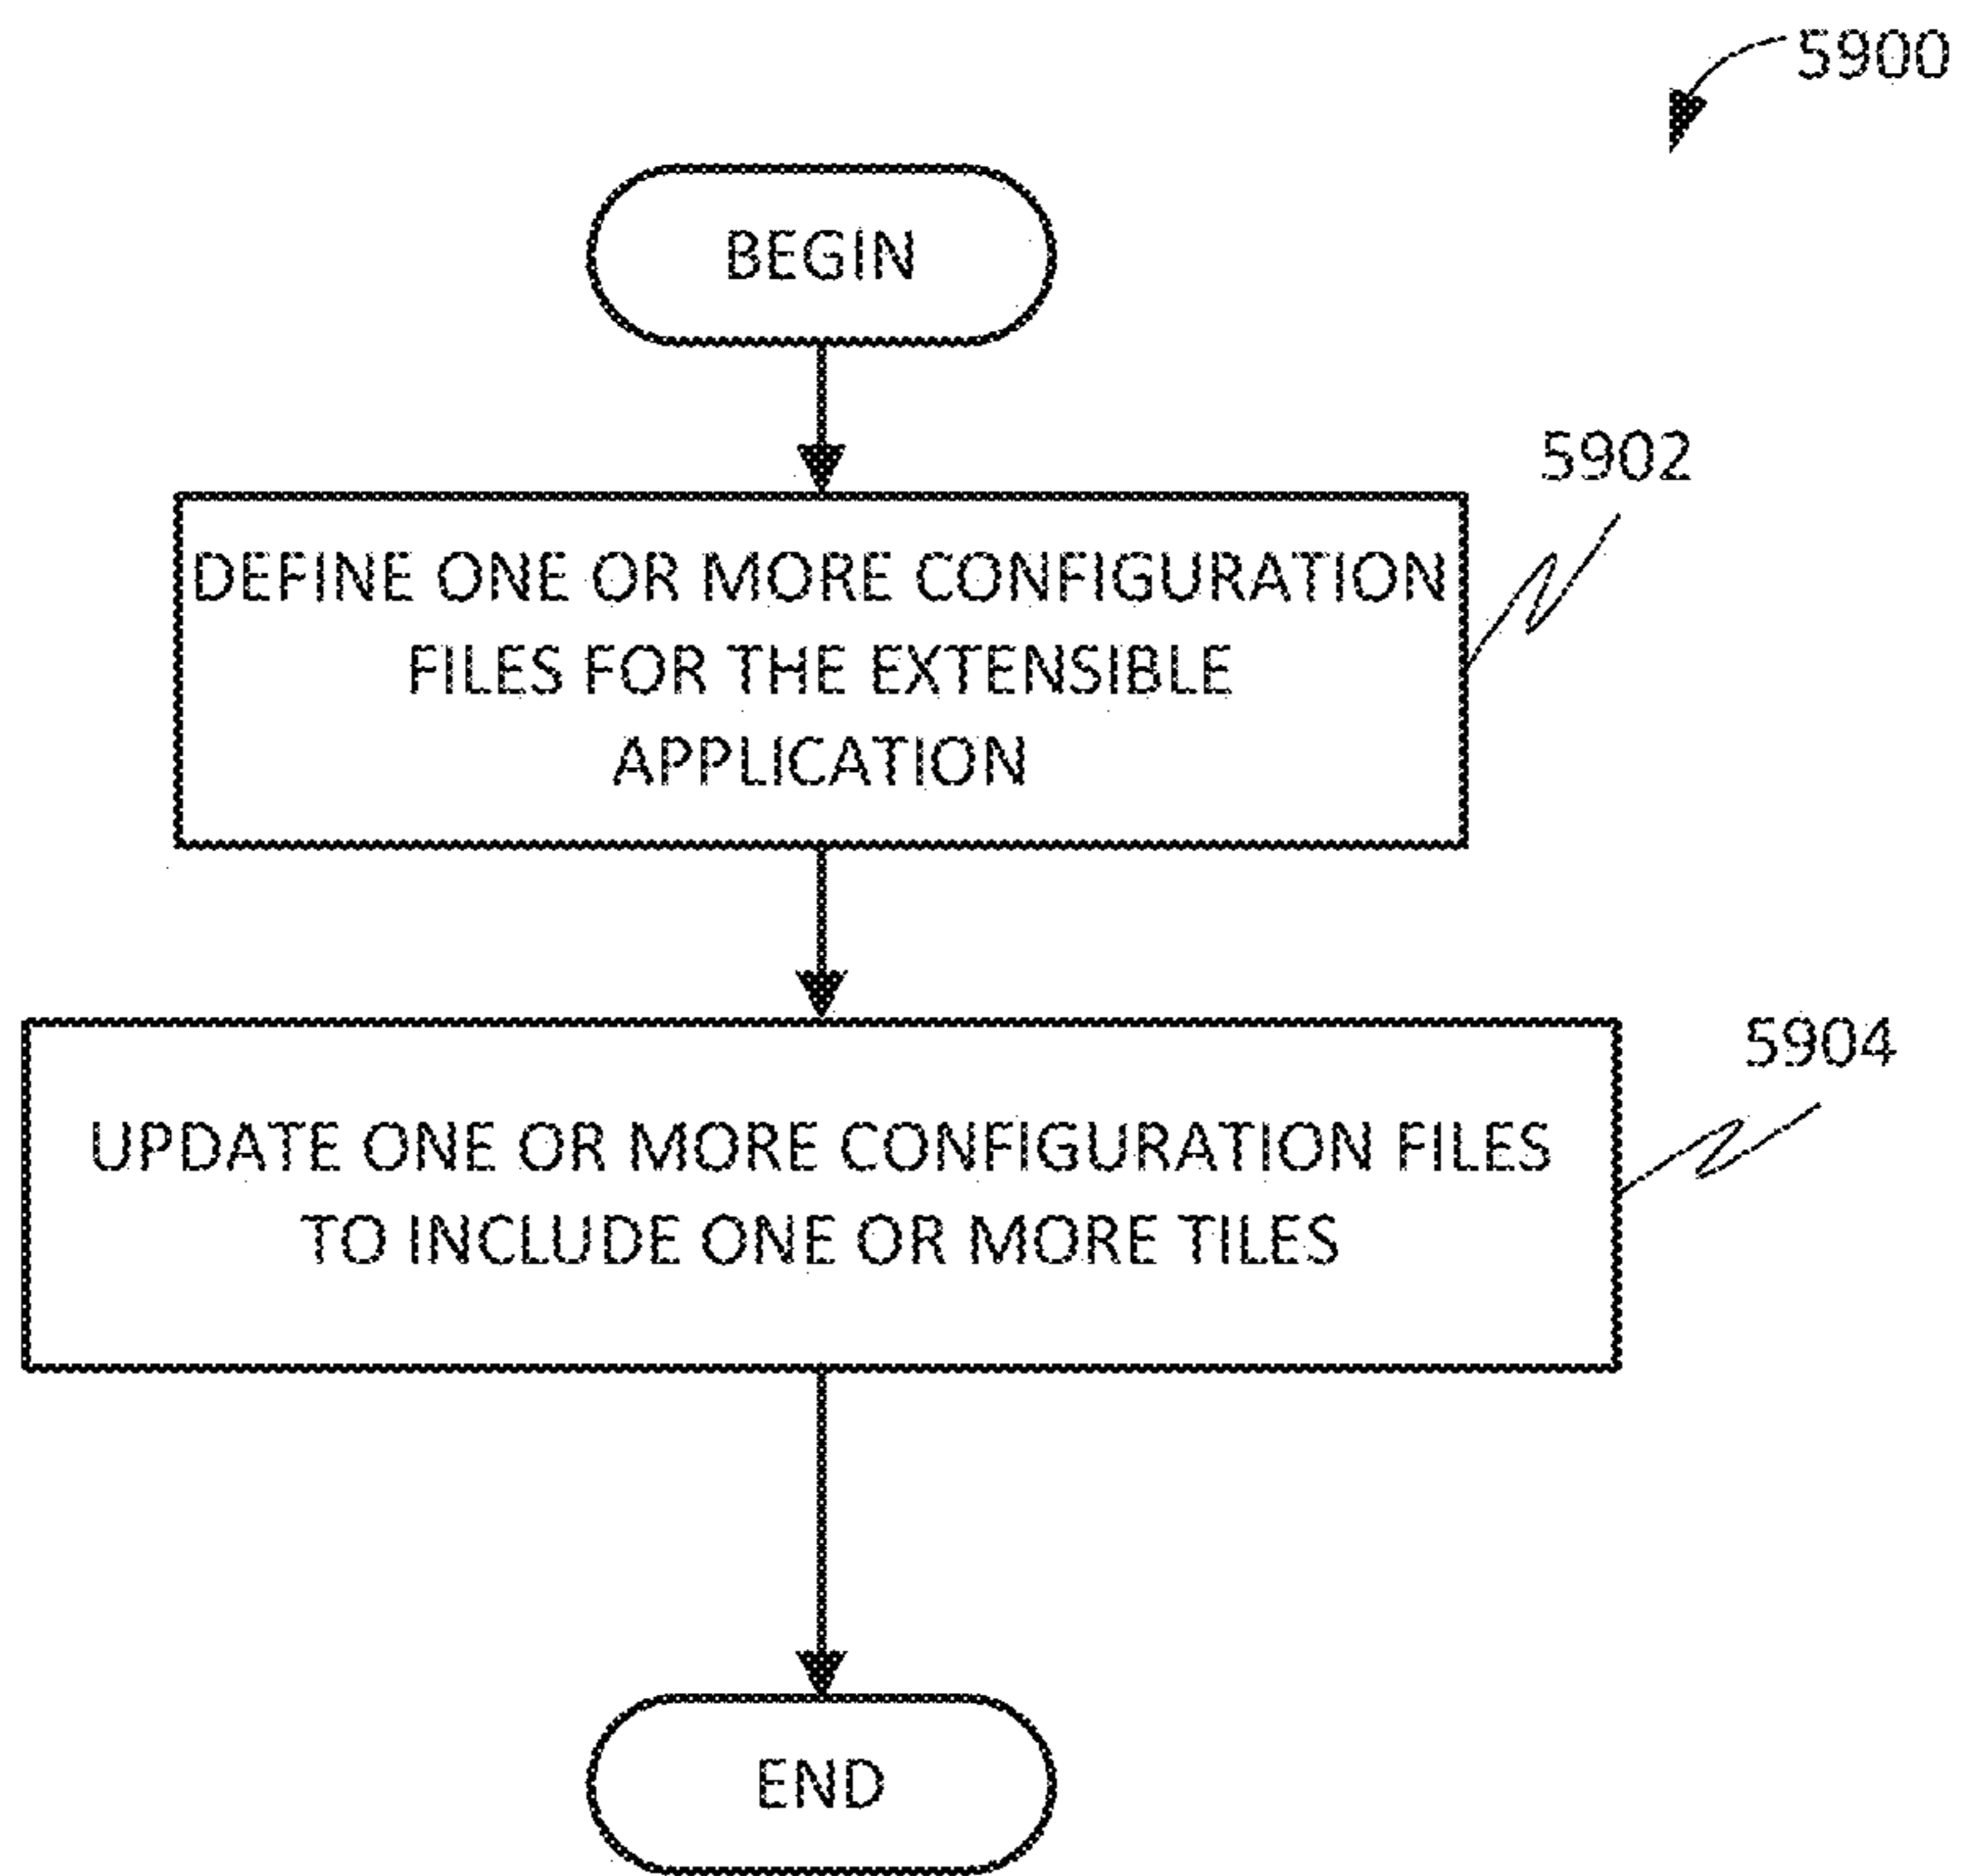 5900
BEGIN
5902
DEFINE ONE OR MORE CONFIGURATION
FILES FOR THE EXTENSIBLE
APPLICATION
5904
UPDATE ONE OR MORE CONFIGURATION FILES
TO INCLUDE ONE OR MORE TILES
END